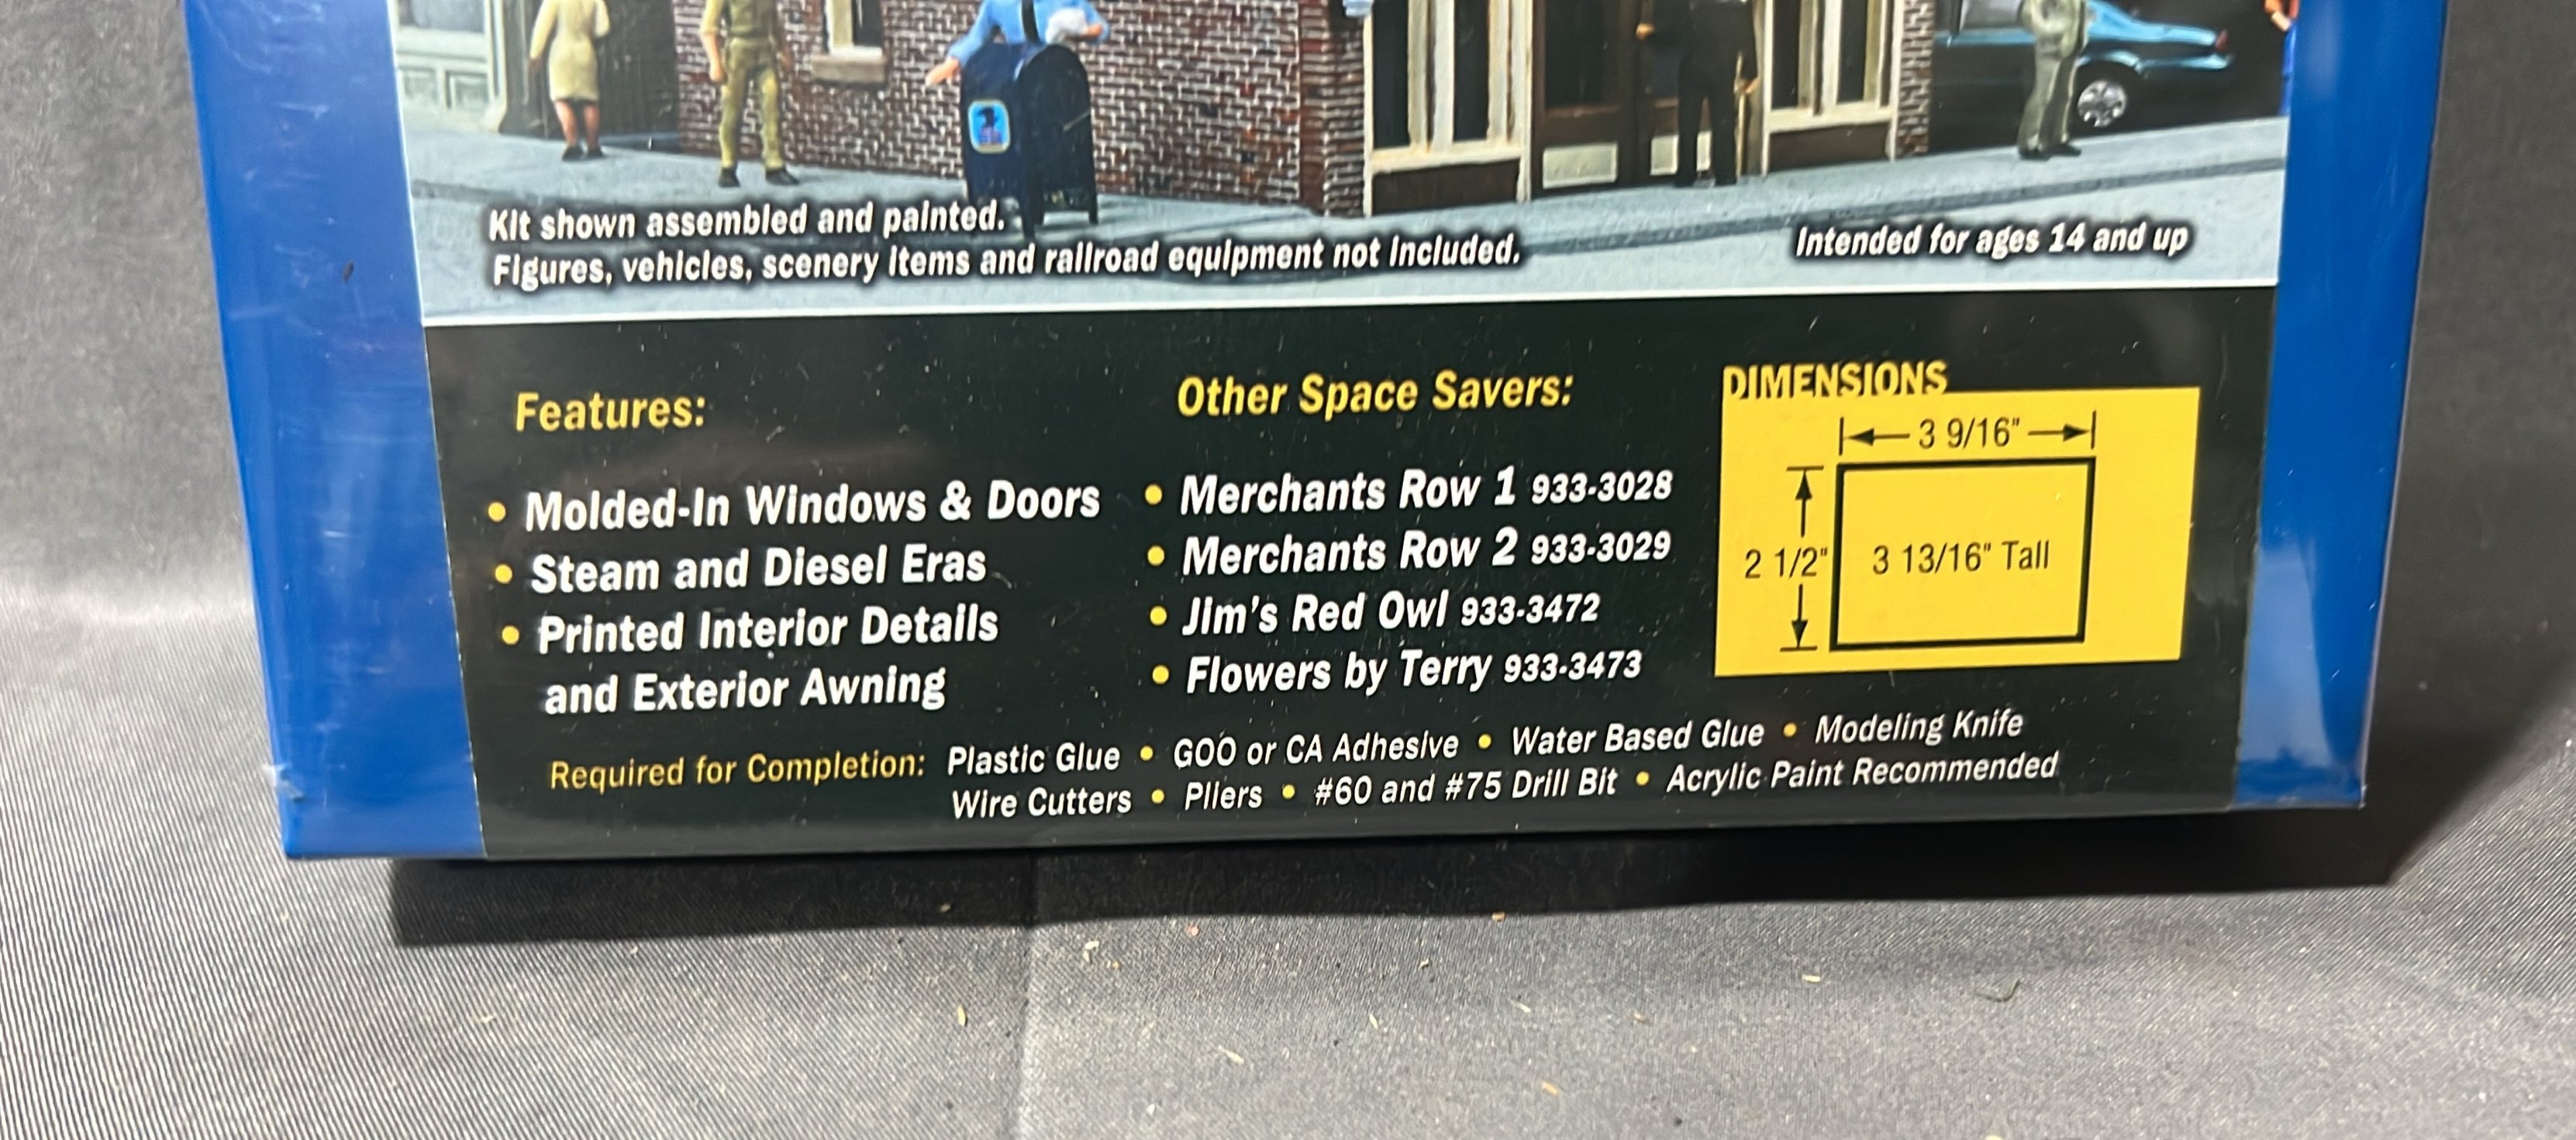 Kit shown assembled and painted.
Figures, vehicles, scenery items and railroad equipment not included.
Intended for ages 14 and up
Features:
• Molded-In Windows & Doors
• Steam and Diesel Eras
• Printed Interior Details
and Exterior Awning
Other Space Savers:
• Merchants Row 1 933-3028
• Merchants Row 2 933-3029
• Jim's Red Owl 933-3472
• Flowers by Terry 933-3473
DIMENSIONS
3 9/16"
2 1/2"
3 13/16" Tall
Required for Completion: Plastic Glue • GOO or CA Adhesive • Water Based Glue • Modeling Knife
Wire Cutters • Pliers • #60 and #75 Drill Bit • Acrylic Paint Recommended